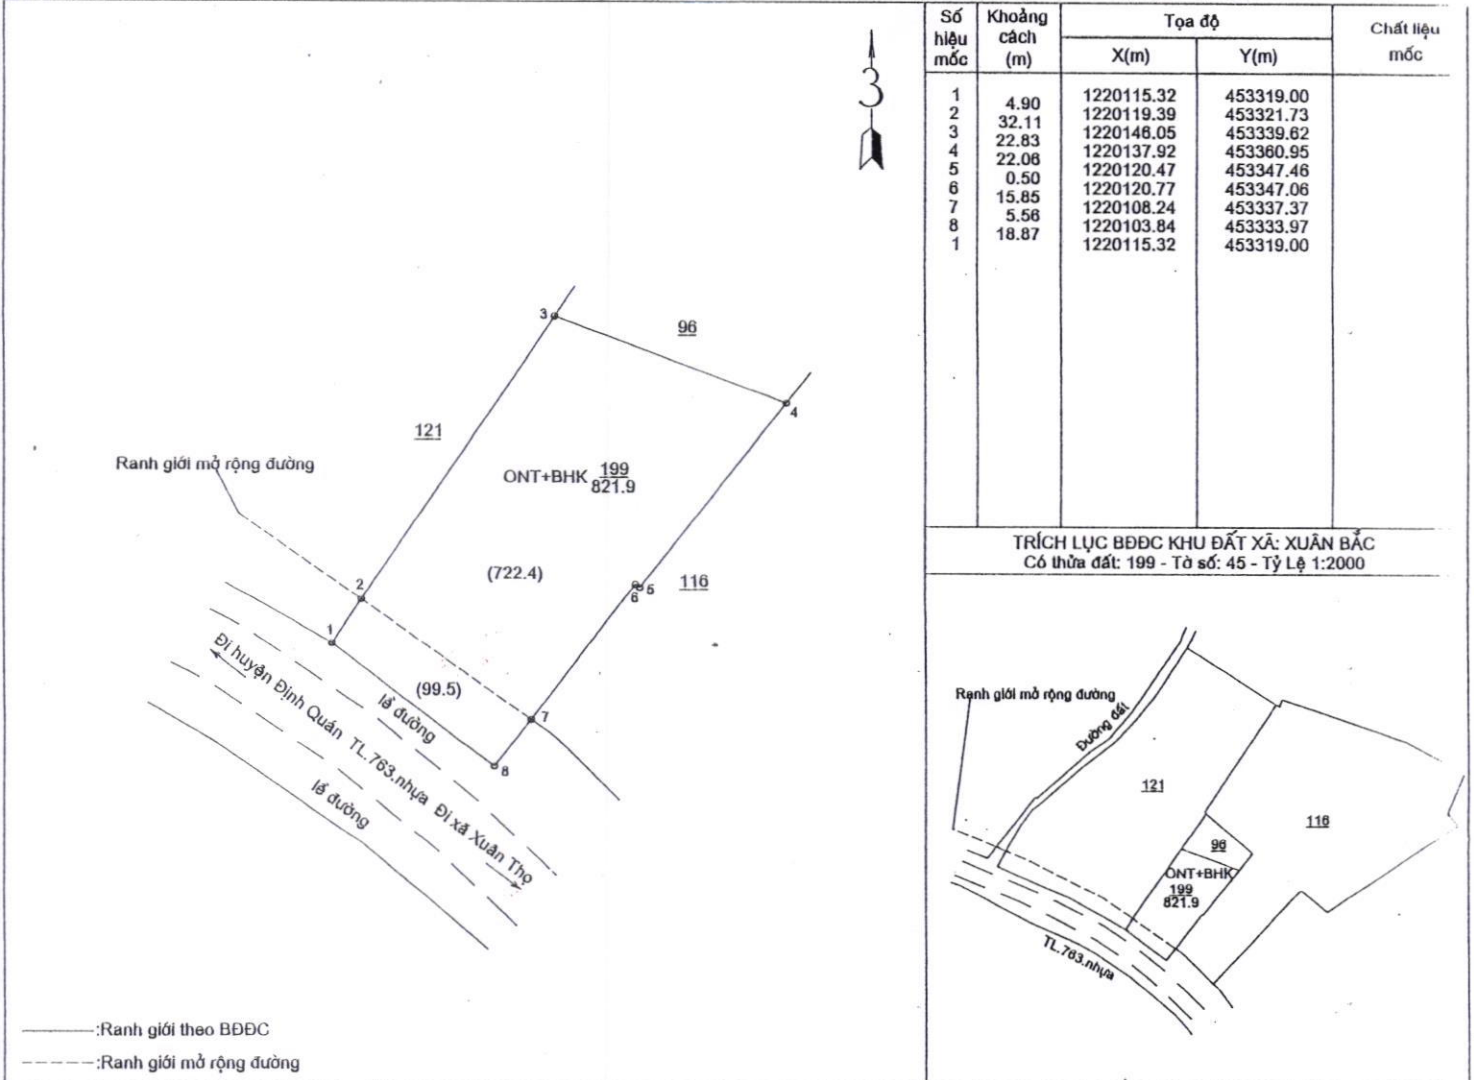 Số hiệu mốc | Khoảng cách (m) | Tọa độ | Chất liệu mốc
X(m) | Y(m)
1 | 1220115.32 | 453319.00
4.90
2 | 1220119.39 | 453321.73
32.11
3 | 1220146.05 | 453339.62
22.83
4 | 1220137.92 | 453360.95
22.06
5 | 1220120.47 | 453347.46
0.50
6 | 1220120.77 | 453347.06
15.85
7 | 1220108.24 | 453337.37
5.56
8 | 1220103.84 | 453333.97
18.87
1 | 1220115.32 | 453319.00
3
3
96
4
121
Ranh giới mở rộng đường
ONT+BHK 199
821.9
(722.4)
2
6
5
116
1
(99.5)
7
8
lề đường
Đi huyện Định Quán TL.763.nhựa Đi xã Xuân Thọ
lề đường
:Ranh giới theo BĐĐC
:Ranh giới mở rộng đường
TRÍCH LỤC BĐĐC KHU ĐẤT XÃ: XUÂN BẮC
Có thửa đất: 199 - Tờ số: 45 - Tỷ Lệ 1:2000
Ranh giới mở rộng đường
Đường đất
121
116
96
ONT+BHK
199
821.9
TL.763.nhựa